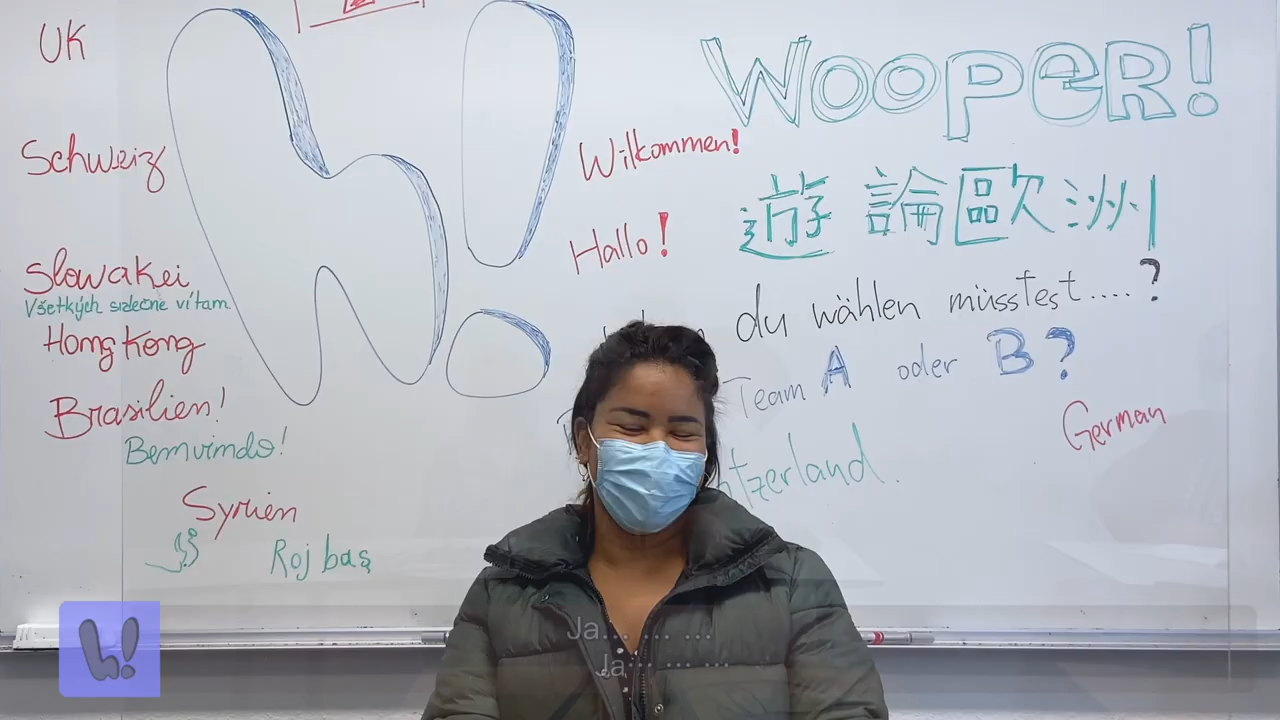 UK
Schweiz
Slowakei
Všetkých srdečne vítam
Hong Kong
Brasilien!
Bemvindo!
Syrien
Roj baş
h!
Willkommen!
Hallo!
WOOPER!
遊論歐洲
du wählen müsstest....?
Team A oder B?
German
tzerland.
Ja... ... ...
Ja... ... ...
h!